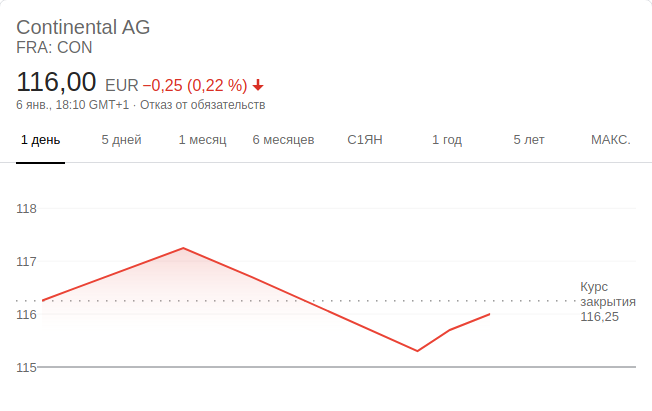 Continental AG
FRA: CON
116,00 EUR −0,25 (0,22 %)
6 янв., 18:10 GMT+1 · Отказ от обязательств
1 день 5 дней 1 месяц 6 месяцев С1ЯН 1 год 5 лет МАКС.
118
117
Курс
закрытия
116,25
116
115